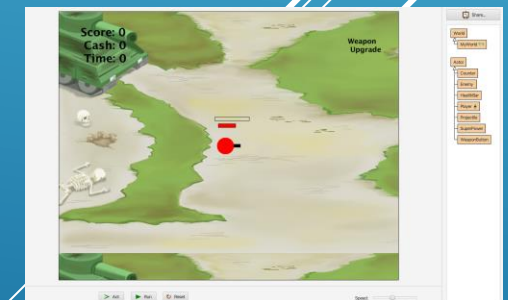 Score: 0
Cash: 0
Time: 0
Weapon
Upgrade
Share...
World
MyWorld
Actor
Counter
Enemy
HealthBar
Player
Projectile
SuperPower
WeaponButton
> Act
Run
Reset
Speed